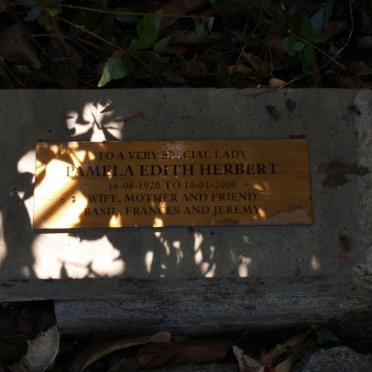 TO A VERY SPECIAL LADY
PAMELA EDITH HERBERT
16-08-1920 TO 10-01-2000
WIFE, MOTHER AND FRIEND
BASIL, FRANCES AND JEREMY